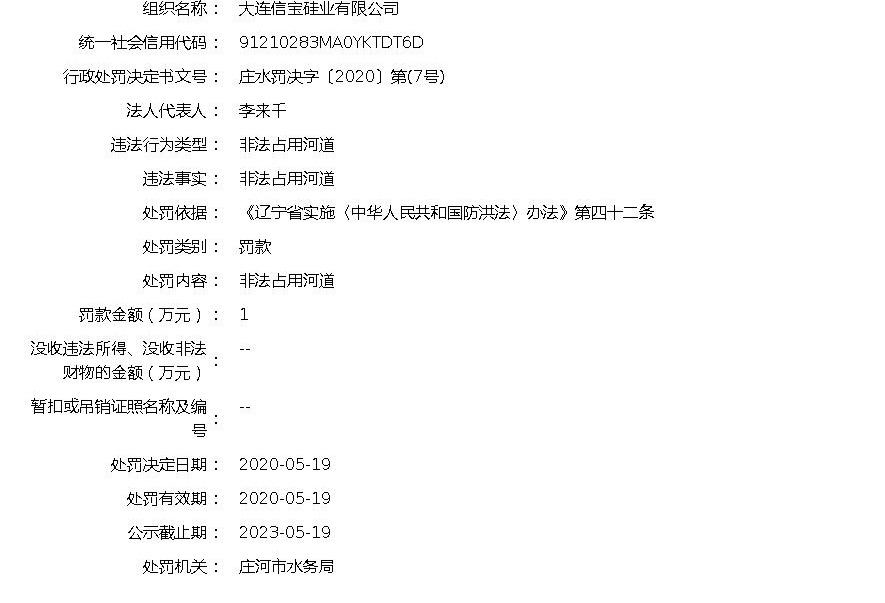 组织名称： 大连信宝硅业有限公司
统一社会信用代码： 91210283MA0YKTDT6D
行政处罚决定书文号： 庄水罚决字〔2020〕第(7号)
法人代表人： 李来千
违法行为类型： 非法占用河道
违法事实： 非法占用河道
处罚依据： 《辽宁省实施〈中华人民共和国防洪法〉办法》第四十二条
处罚类别： 罚款
处罚内容： 非法占用河道
罚款金额（万元）： 1
没收违法所得、没收非法
财物的金额（万元）： --
暂扣或吊销证照名称及编
号： --
处罚决定日期： 2020-05-19
处罚有效期： 2020-05-19
公示截止期： 2023-05-19
处罚机关： 庄河市水务局